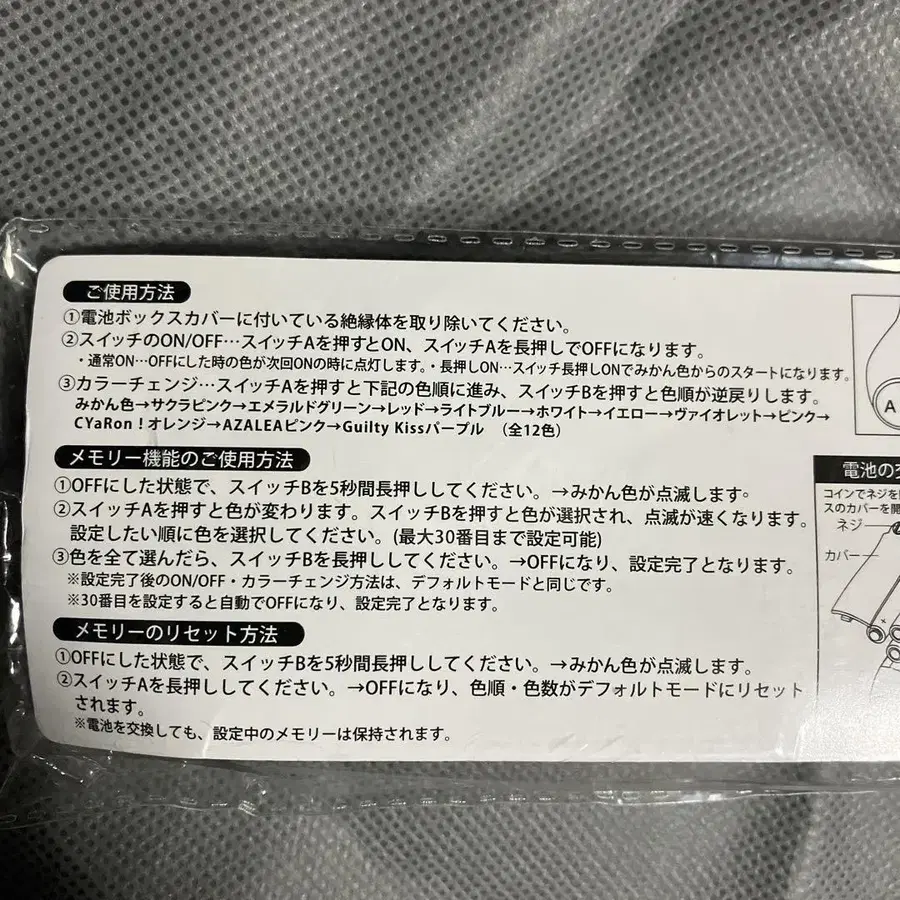 ご使用方法
①電池ボックスカバーに付いている絶縁体を取り除いてください。
②スイッチのON/OFF…スイッチAを押すとON、スイッチAを長押しでOFFになります。
・通常ON…OFFにした時の色が次回ONの時に点灯します。・長押しON…スイッチ長押しONでみかん色からのスタートになります。
③カラーチェンジ…スイッチAを押すと下記の色順に進み、スイッチBを押すと色順が逆戻りします。
みかん色→サクラピンク→エメラルドグリーン→レッド→ライトブルー→ホワイト→イエロー→ヴァイオレット→ピンク→
CYaRon！オレンジ→AZALEAピンク→Guilty Kissパープル （全12色）
メモリー機能のご使用方法
①OFFにした状態で、スイッチBを5秒間長押ししてください。→みかん色が点滅します。
②スイッチAを押すと色が変わります。スイッチBを押すと色が選択され、点滅が速くなります。
設定したい順に色を選択してください。(最大30番目まで設定可能)
③色を全て選んだら、スイッチBを長押ししてください。→OFFになり、設定完了となります。
※設定完了後のON/OFF・カラーチェンジ方法は、デフォルトモードと同じです。
※30番目を設定すると自動でOFFになり、設定完了となります。
メモリーのリセット方法
①OFFにした状態で、スイッチBを5秒間長押ししてください。→みかん色が点滅します。
②スイッチAを長押ししてください。→OFFになり、色順・色数がデフォルトモードにリセット
されます。
※電池を交換しても、設定中のメモリーは保持されます。
A
電池の
コインでネジを
スのカバーを開
ネジ
カバー
+